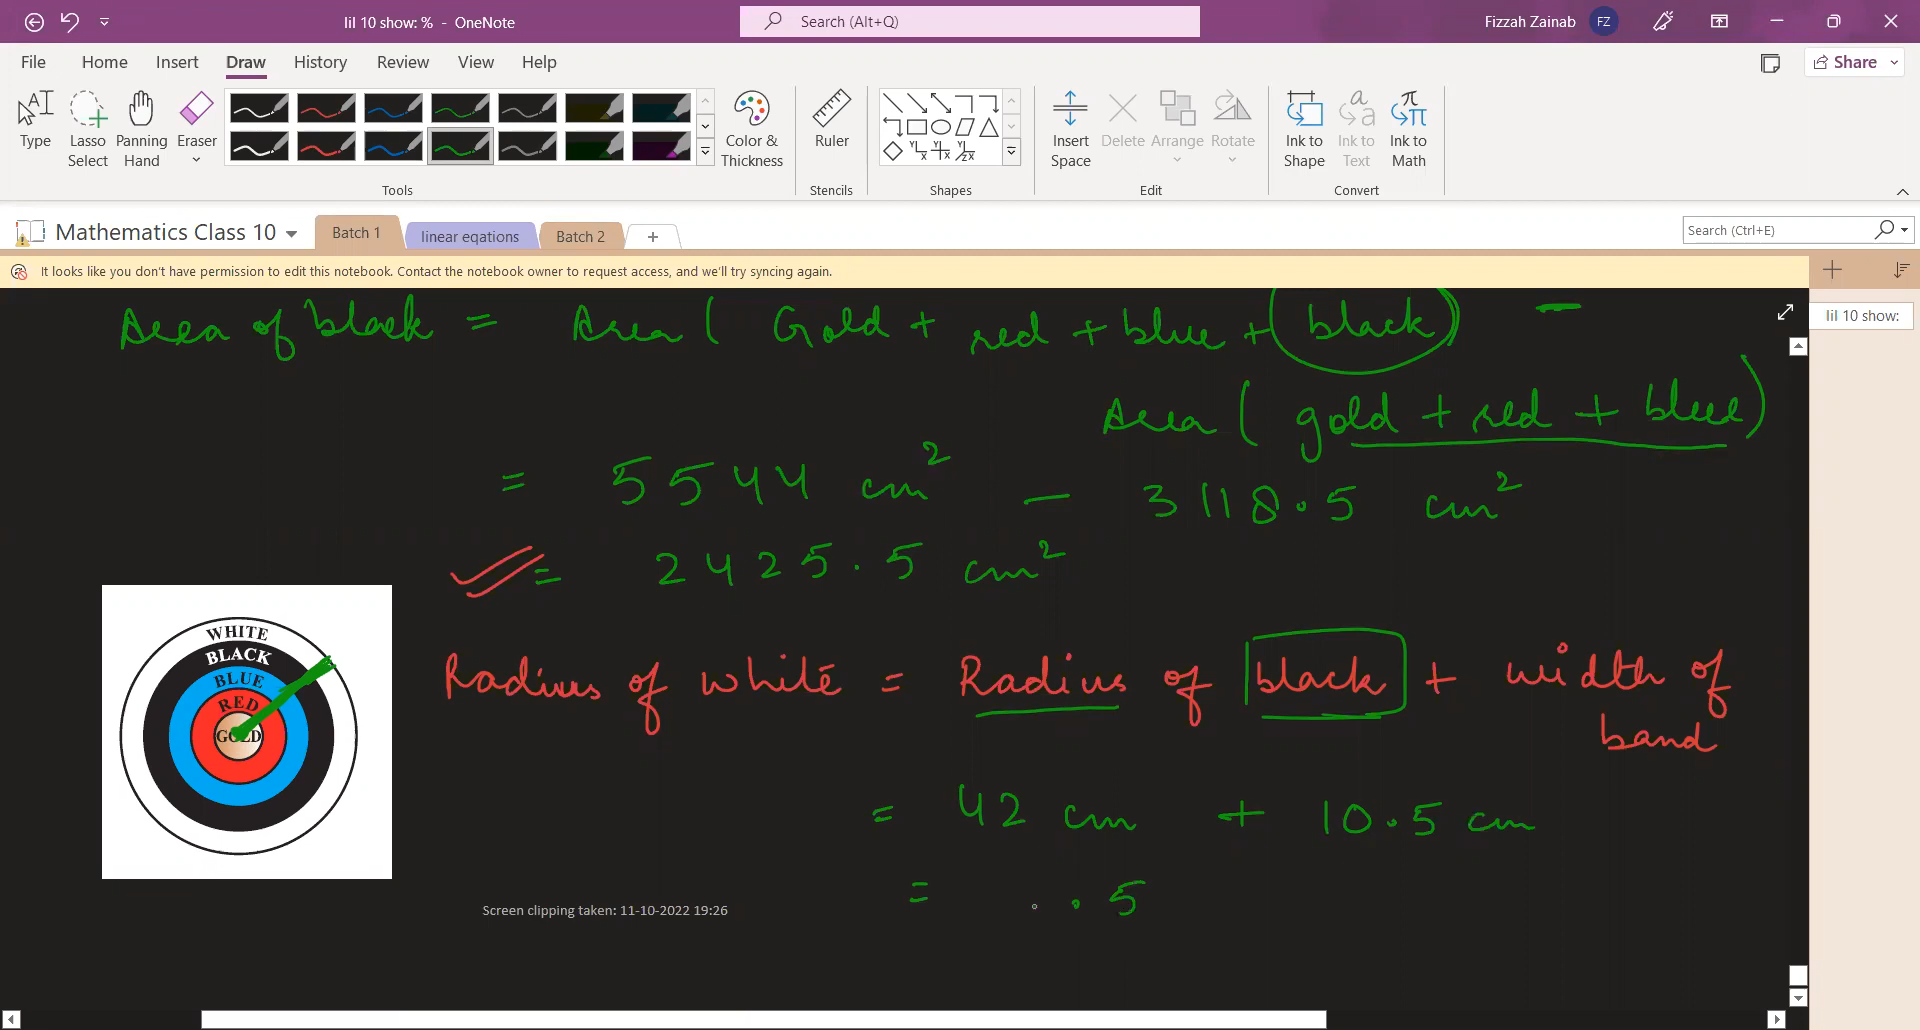 lil 10 show: % - OneNote
Search (Alt+Q)
Fizzah Zainab
FZ
File Home Insert Draw History Review View Help
Share
Type
Lasso Select
Panning Hand
Eraser
Color & Thickness
Ruler
Insert Space
Delete
Arrange
Rotate
Ink to Shape
Ink to Text
Ink to Math
Tools
Stencils
Shapes
Edit
Convert
Mathematics Class 10
Batch 1
linear eqations
Batch 2
Search (Ctrl+E)
It looks like you don't have permission to edit this notebook. Contact the notebook owner to request access, and we'll try syncing again.
lil 10 show:
Area of black = Area ( Gold + red + blue + black ) −
Area ( gold + red + blue )
= 5544 cm² − 3118.5 cm²
= 2425.5 cm²
WHITE
BLACK
BLUE
RED
GOLD
Radius of white = Radius of black + width of
band
= 42 cm + 10.5 cm
= .5
Screen clipping taken: 11-10-2022 19:26